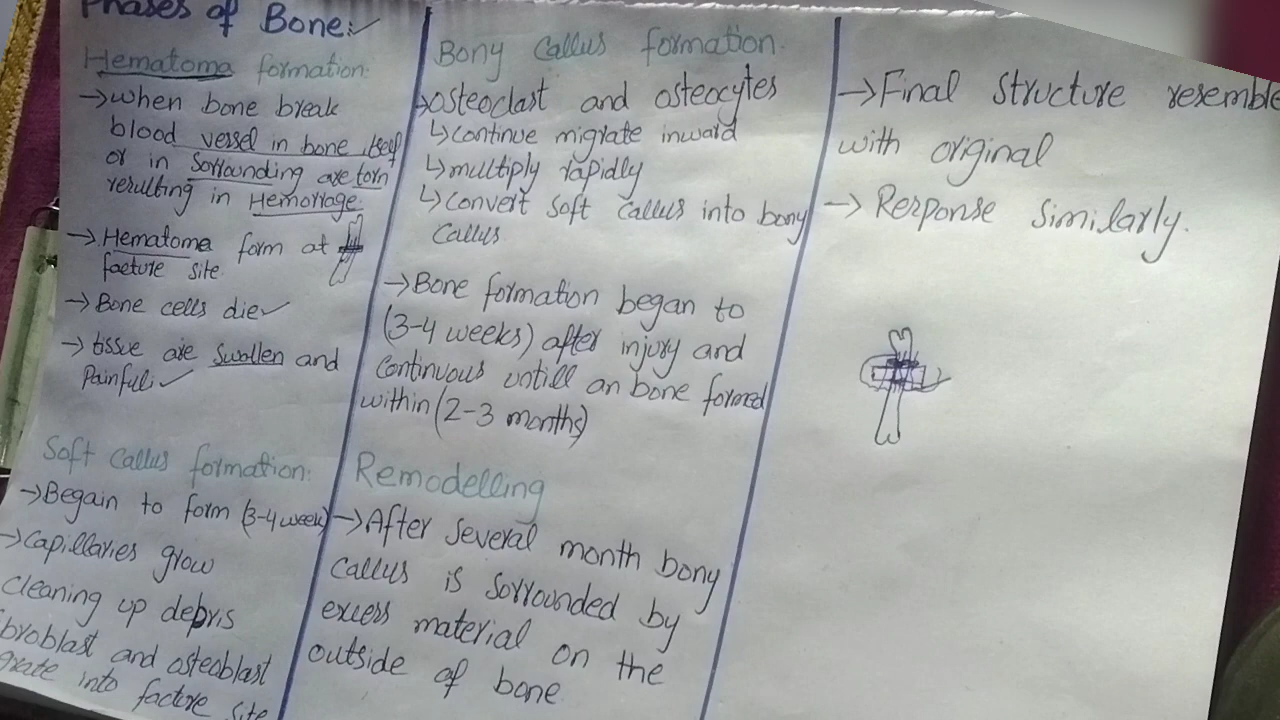 Phases of Bone:
Hematoma formation:
→ when bone break
blood vessel in bone itself
or in Sorrounding are torn
resulting in Hemorrage.
→ Hematoma form at
facture site.
→ Bone cells die
→ tissue are Swollen and
Painful.
Soft Callus formation:
→ Begain to form (3-4 week)
→ Capillaries grow
cleaning up debris
broblast and osteoblast
grate into facture site
Bony Callus formation.
→ osteoclast and osteocytes
↳ continue migrate inward
↳ multiply rapidly
↳ Convert Soft Callus into bony
Callus
→ Bone formation began to
(3-4 weeks) after injury and
Continuous untill an bone formed
within (2-3 months)
Remodelling
→ After Several month bony
Callus is Sorrounded by
excess material on the
outside of bone
→ Final Structure resemble
with original
→ Response Similarly.